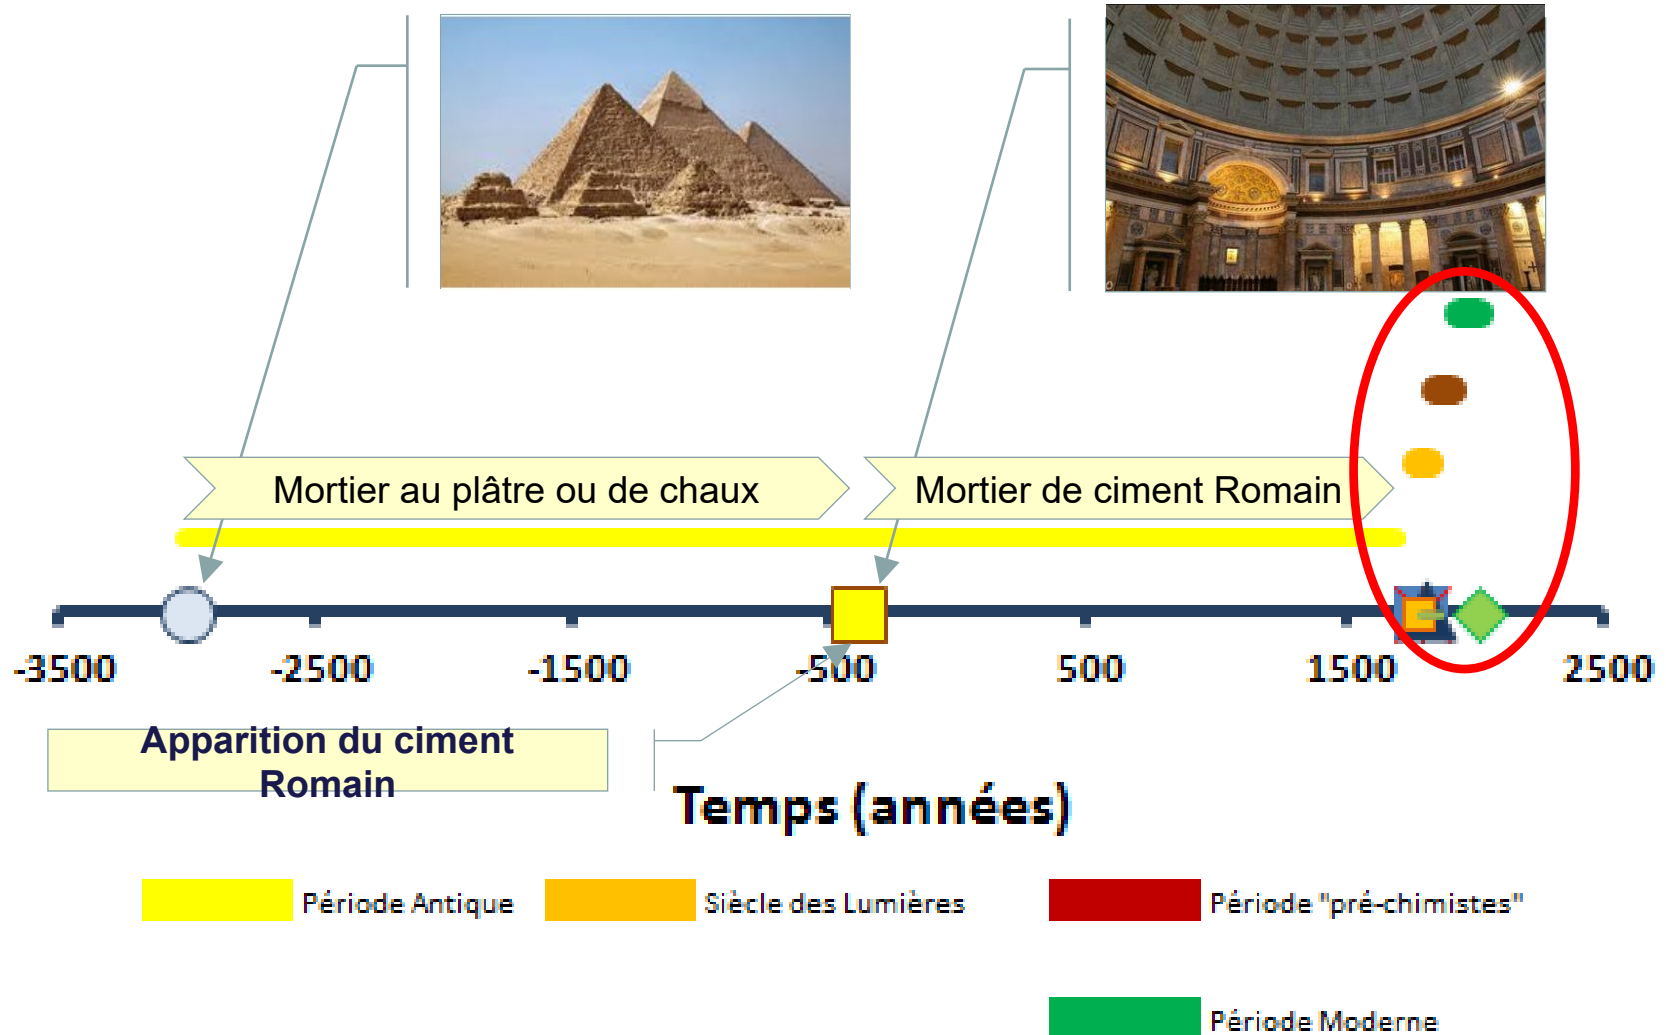 Mortier au plâtre ou de chaux
Mortier de ciment Romain
-3500
-2500
-1500
-500
500
1500
2500
Apparition du ciment
Romain
Temps (années)
Période Antique
Siècle des Lumières
Période "pré-chimistes"
Période Moderne